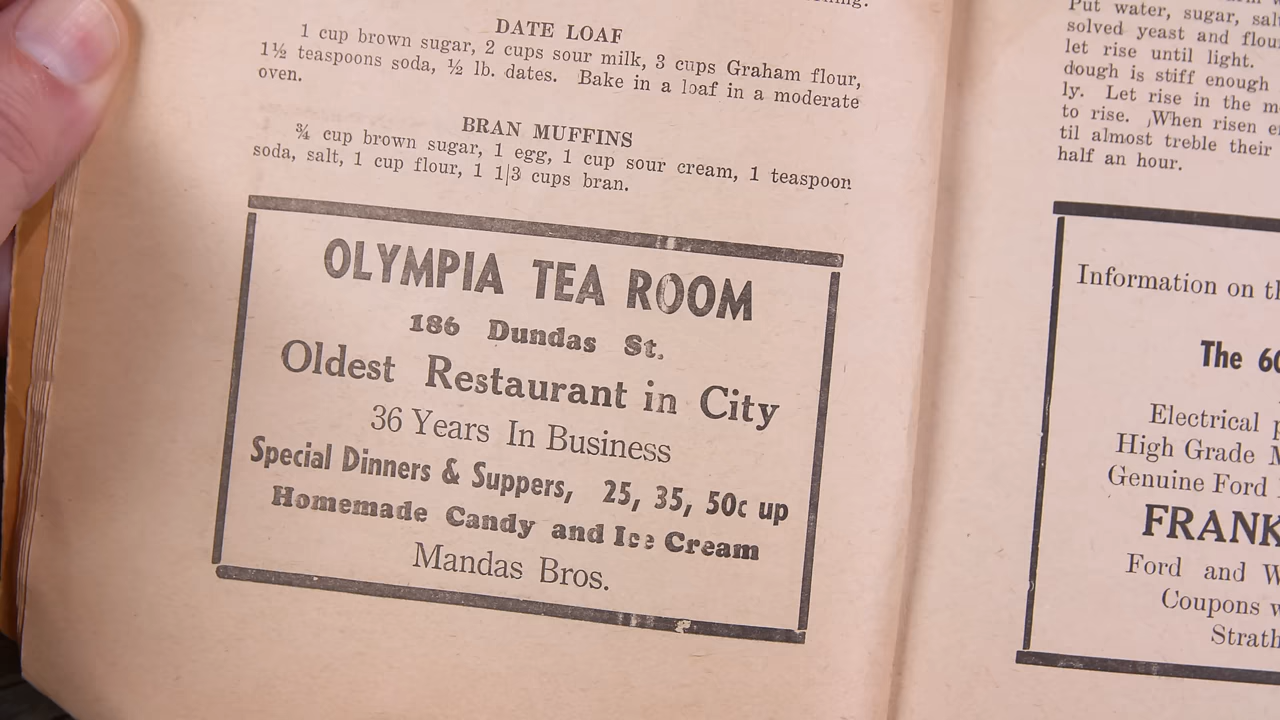 DATE LOAF
1 cup brown sugar, 2 cups sour milk, 3 cups Graham flour,
1½ teaspoons soda, ½ lb. dates. Bake in a loaf in a moderate
oven.
BRAN MUFFINS
¾ cup brown sugar, 1 egg, 1 cup sour cream, 1 teaspoon
soda, salt, 1 cup flour, 1 1|3 cups bran.
OLYMPIA TEA ROOM
186 Dundas St.
Oldest Restaurant in City
36 Years In Business
Special Dinners & Suppers, 25, 35, 50c up
Homemade Candy and Ice Cream
Mandas Bros.
Put water, sugar, sal
solved yeast and flou
let rise until light.
dough is stiff enough
ly. Let rise in the m
to rise. When risen e
til almost treble their
half an hour.
Information on t
The 60
Electrical p
High Grade M
Genuine Ford
FRANK
Ford and W
Coupons w
Strath